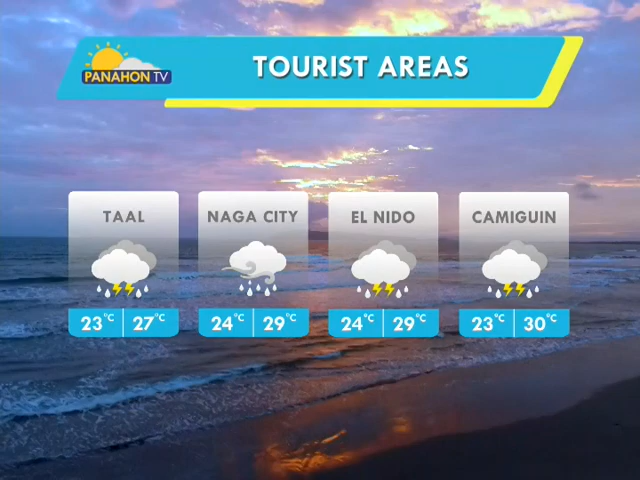 PANAHON TV
TOURIST AREAS
TAAL
23°C 27°C
NAGA CITY
24°C 29°C
EL NIDO
24°C 29°C
CAMIGUIN
23°C 30°C